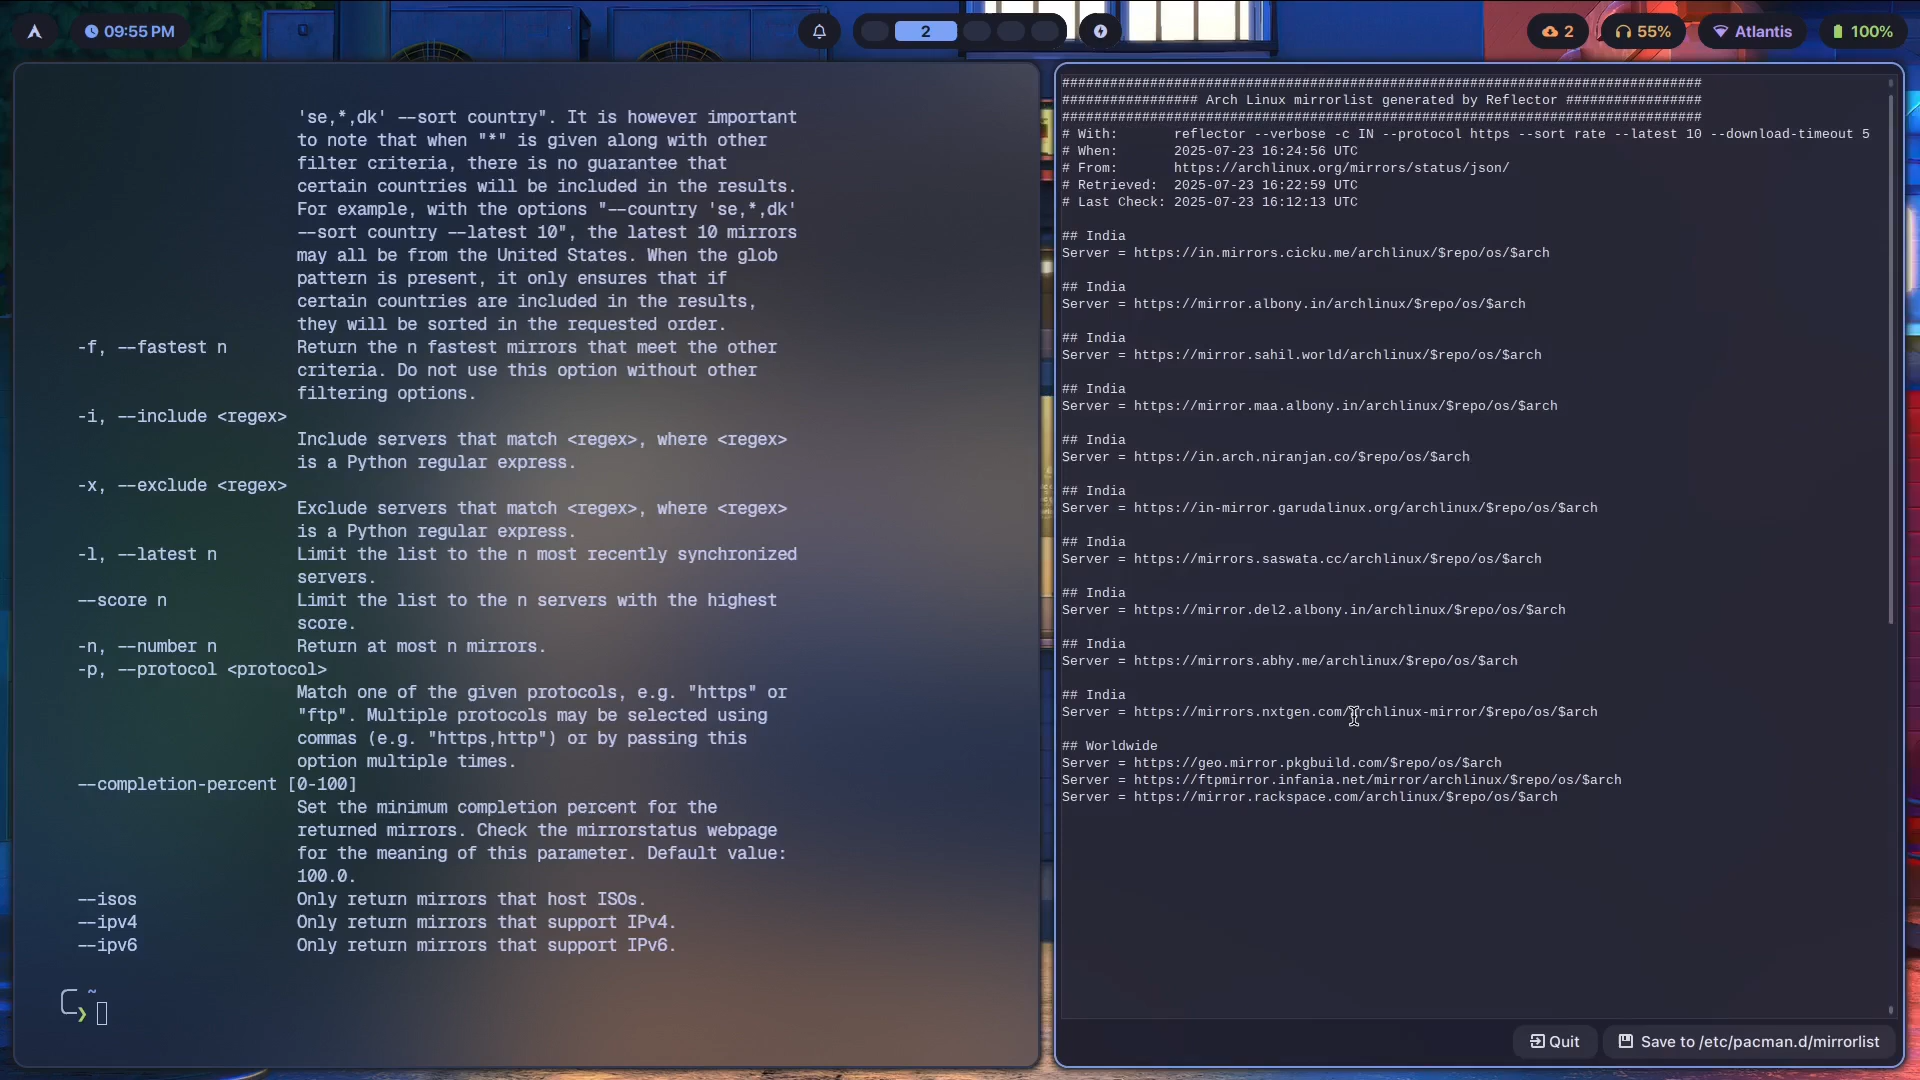 09:55 PM
2
2
55%
Atlantis
100%
'se,*,dk' --sort country". It is however important
to note that when "*" is given along with other
filter criteria, there is no guarantee that
certain countries will be included in the results.
For example, with the options "--country 'se,*,dk'
--sort country --latest 10", the latest 10 mirrors
may all be from the United States. When the glob
pattern is present, it only ensures that if
certain countries are included in the results,
they will be sorted in the requested order.
-f, --fastest n Return the n fastest mirrors that meet the other
criteria. Do not use this option without other
filtering options.
-i, --include <regex>
Include servers that match <regex>, where <regex>
is a Python regular express.
-x, --exclude <regex>
Exclude servers that match <regex>, where <regex>
is a Python regular express.
-l, --latest n Limit the list to the n most recently synchronized
servers.
--score n Limit the list to the n servers with the highest
score.
-n, --number n Return at most n mirrors.
-p, --protocol <protocol>
Match one of the given protocols, e.g. "https" or
"ftp". Multiple protocols may be selected using
commas (e.g. "https,http") or by passing this
option multiple times.
--completion-percent [0-100]
Set the minimum completion percent for the
returned mirrors. Check the mirrorstatus webpage
for the meaning of this parameter. Default value:
100.0.
--isos Only return mirrors that host ISOs.
--ipv4 Only return mirrors that support IPv4.
--ipv6 Only return mirrors that support IPv6.
~
❯
################################################################################
################# Arch Linux mirrorlist generated by Reflector #################
################################################################################
# With: reflector --verbose -c IN --protocol https --sort rate --latest 10 --download-timeout 5
# When: 2025-07-23 16:24:56 UTC
# From: https://archlinux.org/mirrors/status/json/
# Retrieved: 2025-07-23 16:22:59 UTC
# Last Check: 2025-07-23 16:12:13 UTC
## India
Server = https://in.mirrors.cicku.me/archlinux/$repo/os/$arch
## India
Server = https://mirror.albony.in/archlinux/$repo/os/$arch
## India
Server = https://mirror.sahil.world/archlinux/$repo/os/$arch
## India
Server = https://mirror.maa.albony.in/archlinux/$repo/os/$arch
## India
Server = https://in.arch.niranjan.co/$repo/os/$arch
## India
Server = https://in-mirror.garudalinux.org/archlinux/$repo/os/$arch
## India
Server = https://mirrors.saswata.cc/archlinux/$repo/os/$arch
## India
Server = https://mirror.del2.albony.in/archlinux/$repo/os/$arch
## India
Server = https://mirrors.abhy.me/archlinux/$repo/os/$arch
## India
Server = https://mirrors.nxtgen.com/archlinux-mirror/$repo/os/$arch
## Worldwide
Server = https://geo.mirror.pkgbuild.com/$repo/os/$arch
Server = https://ftpmirror.infania.net/mirror/archlinux/$repo/os/$arch
Server = https://mirror.rackspace.com/archlinux/$repo/os/$arch
Quit
Save to /etc/pacman.d/mirrorlist